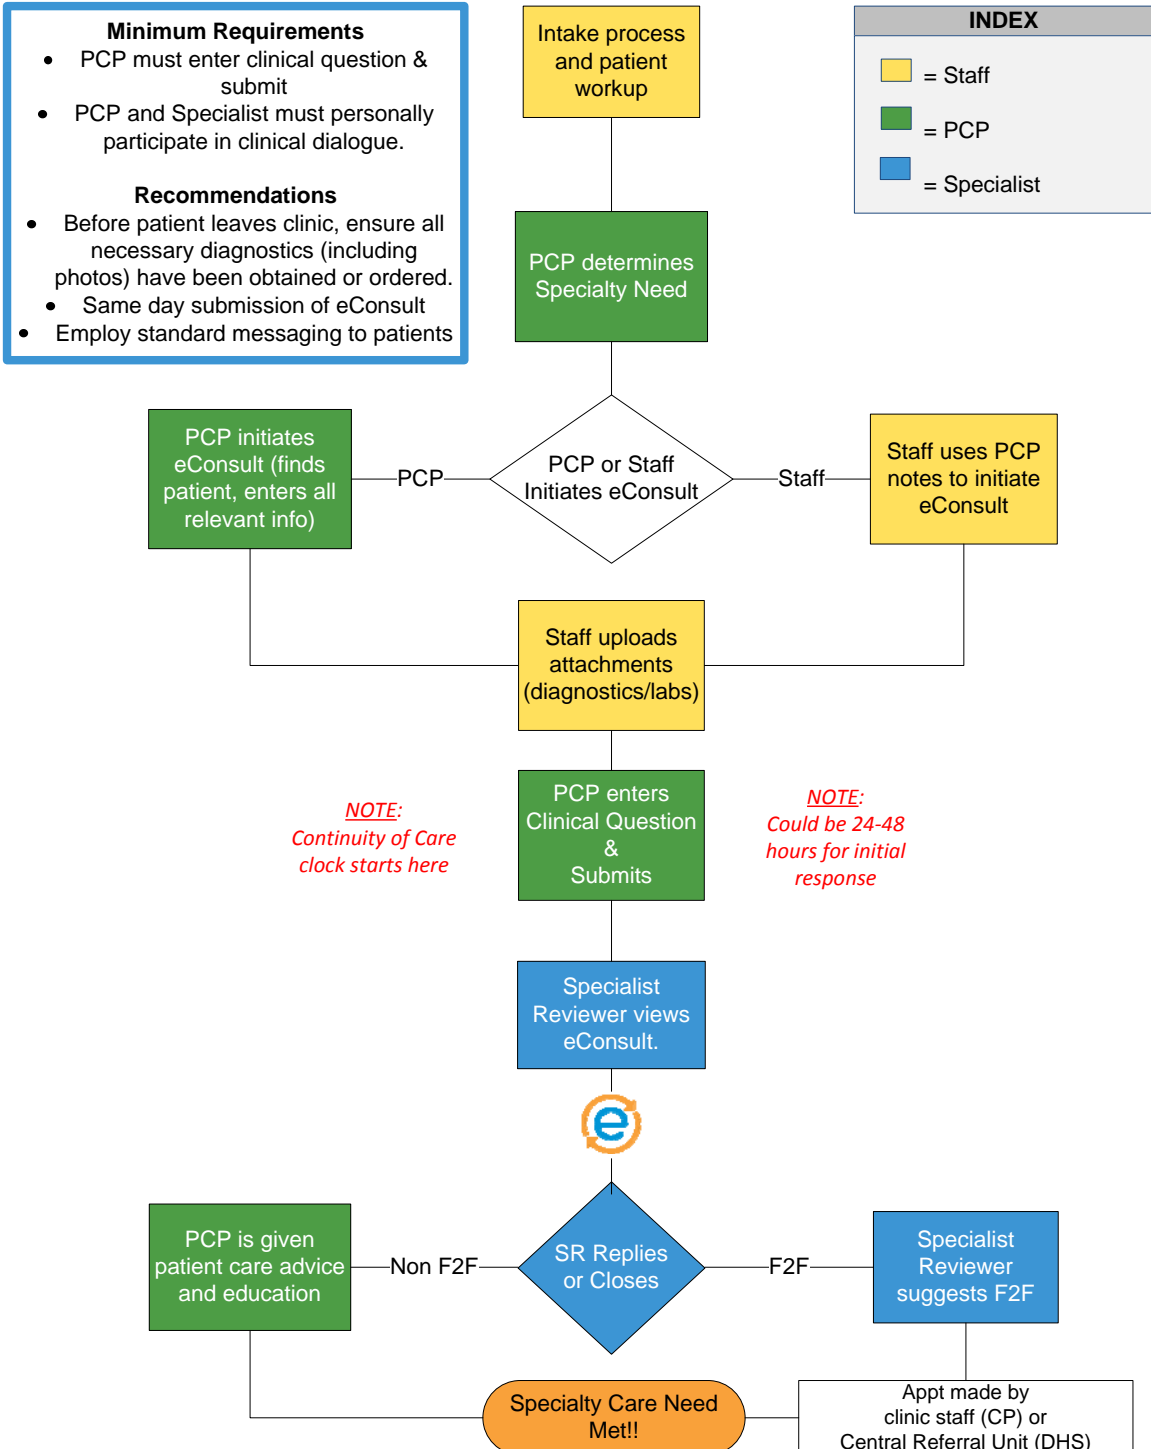 Minimum Requirements
• PCP must enter clinical question &
submit
• PCP and Specialist must personally
participate in clinical dialogue.
Recommendations
• Before patient leaves clinic, ensure all
necessary diagnostics (including
photos) have been obtained or ordered.
• Same day submission of eConsult
• Employ standard messaging to patients
Intake process
and patient
workup
INDEX
= Staff
= PCP
= Specialist
PCP determines
Specialty Need
PCP initiates
eConsult (finds
patient, enters all
relevant info)
PCP
PCP or Staff
Initiates eConsult
Staff
Staff uses PCP
notes to initiate
eConsult
Staff uploads
attachments
(diagnostics/labs)
NOTE:
Continuity of Care
clock starts here
PCP enters
Clinical Question
&
Submits
NOTE:
Could be 24-48
hours for initial
response
Specialist
Reviewer views
eConsult.
e
PCP is given
patient care advice
and education
Non F2F
SR Replies
or Closes
F2F
Specialist
Reviewer
suggests F2F
Specialty Care Need
Met!!
Appt made by
clinic staff (CP) or
Central Referral Unit (DHS)